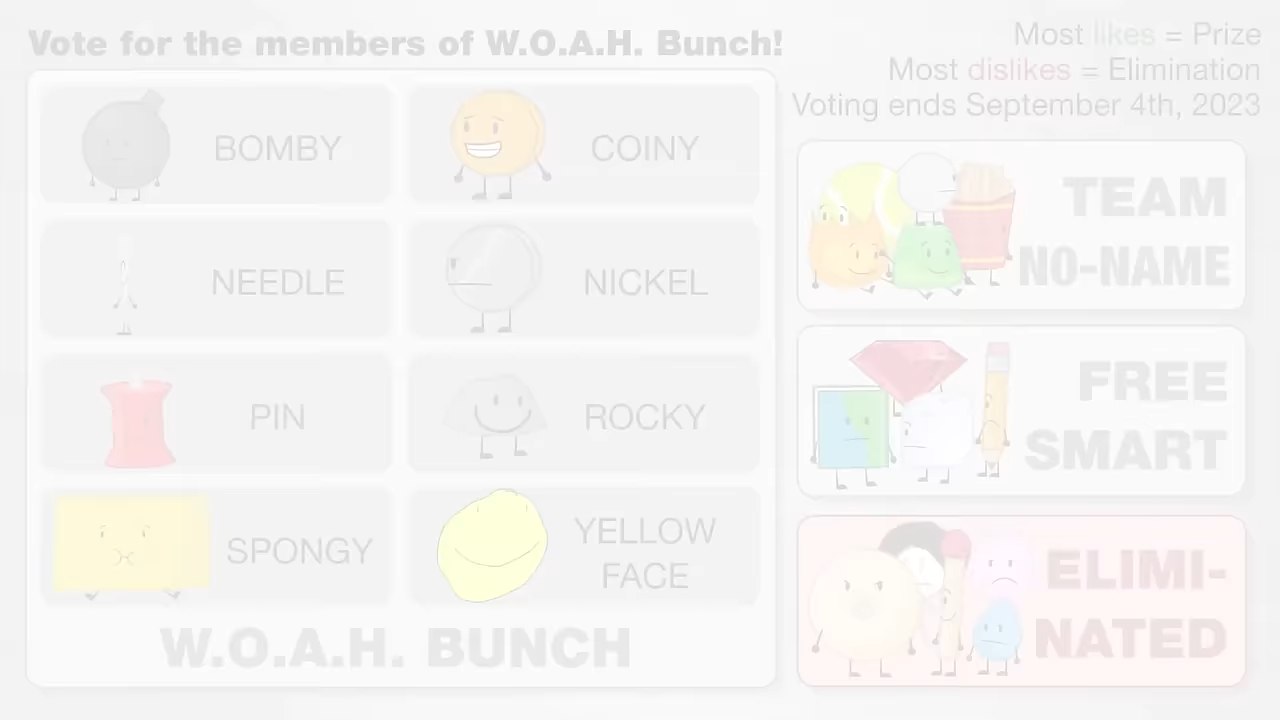 Vote for the members of W.O.A.H. Bunch!
Most likes = Prize
Most dislikes = Elimination
Voting ends September 4th, 2023
BOMBY
COINY
NEEDLE
NICKEL
PIN
ROCKY
SPONGY
YELLOW
FACE
W.O.A.H. BUNCH
TEAM
NO-NAME
FREE
SMART
ELIMI-
NATED